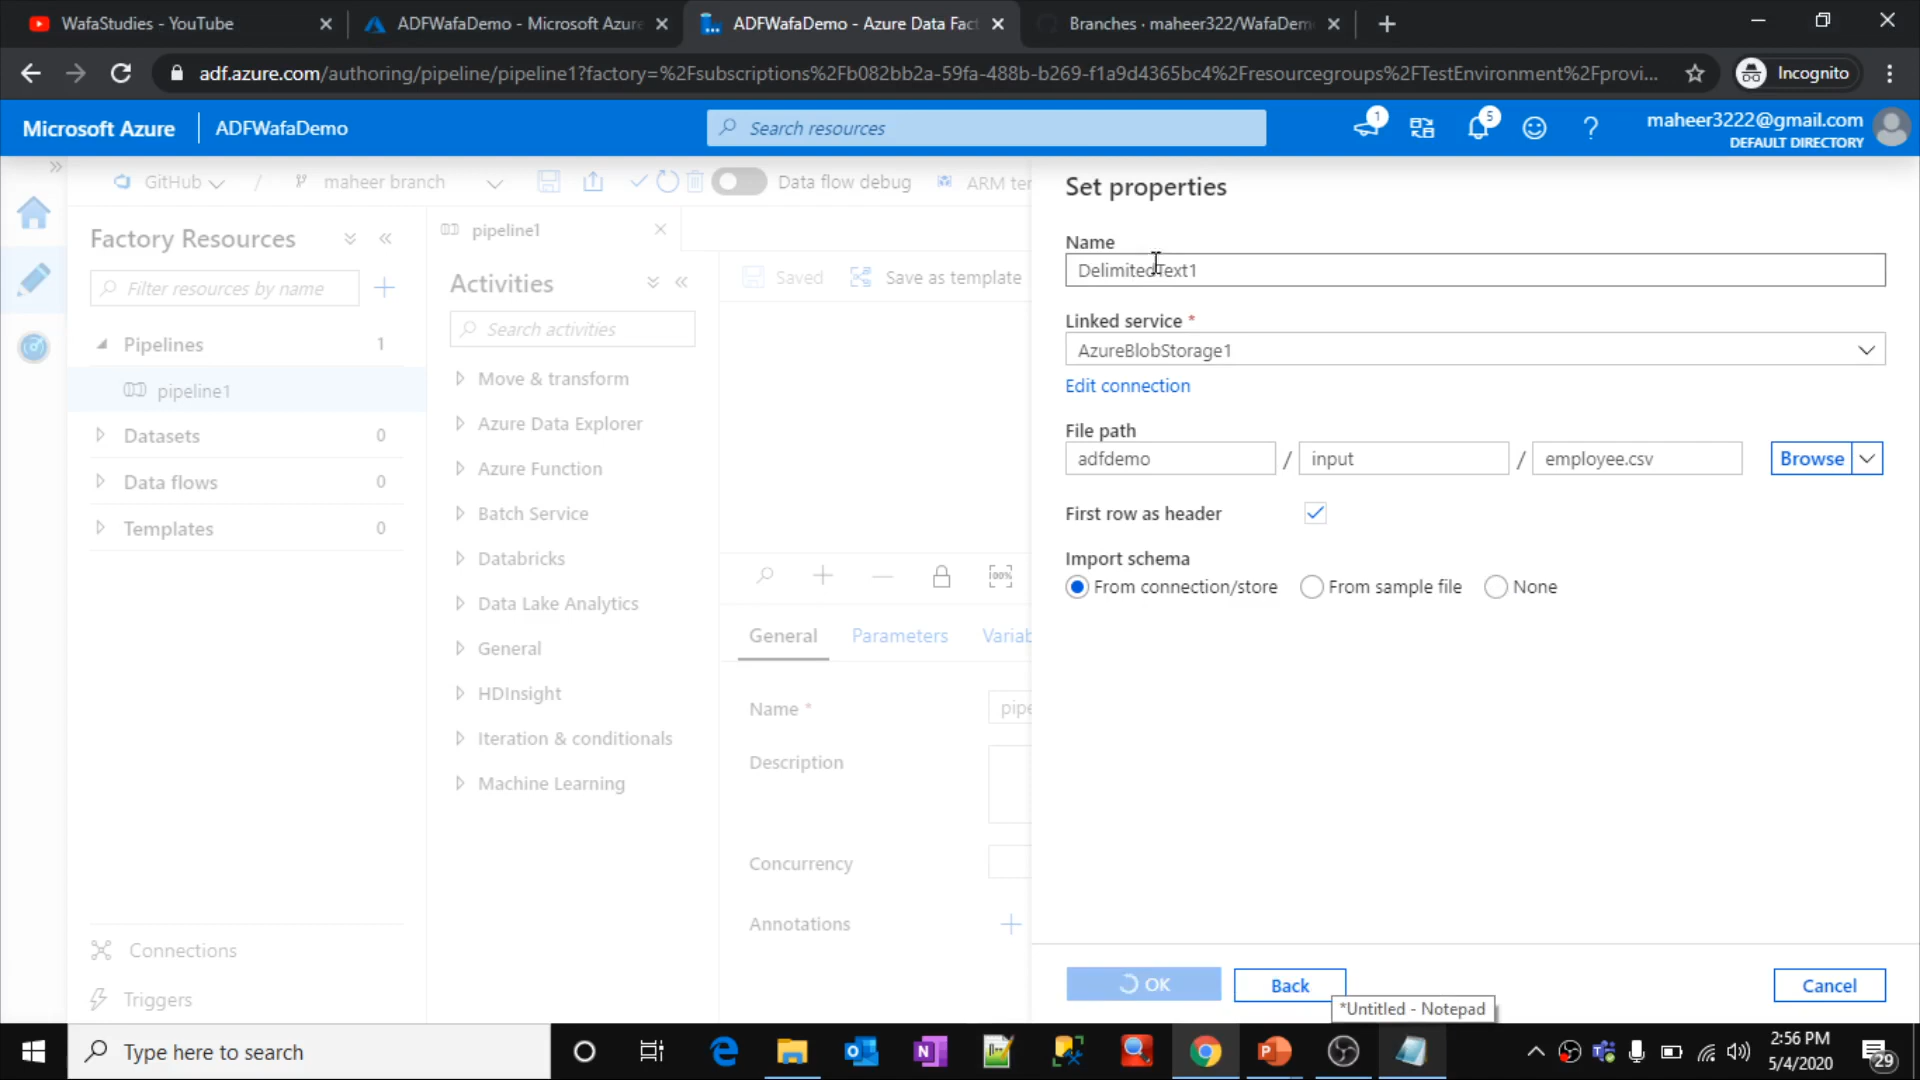 WafaStudies - YouTube
ADFWafaDemo - Microsoft Azure
ADFWafaDemo - Azure Data Fact
Branches · maheer322/WafaDem
adf.azure.com/authoring/pipeline/pipeline1?factory=%2Fsubscriptions%2Fb082bb2a-59fa-488b-b269-f1a9d4365bc4%2Fresourcegroups%2FTestEnvironment%2Fprovi...
Incognito
Microsoft Azure
ADFWafaDemo
Search resources
1
5
maheer3222@gmail.com
DEFAULT DIRECTORY
GitHub
/
maheer branch
Data flow debug
ARM ten
Factory Resources
Filter resources by name
Pipelines 1
pipeline1
Datasets 0
Data flows 0
Templates 0
Connections
Triggers
pipeline1
Activities
Search activities
Move & transform
Azure Data Explorer
Azure Function
Batch Service
Databricks
Data Lake Analytics
General
HDInsight
Iteration & conditionals
Machine Learning
Saved
Save as template
100%
General
Parameters
Variab
Name *
pipe
Description
Concurrency
Annotations
Set properties
Name
DelimitedText1
Linked service *
AzureBlobStorage1
Edit connection
File path
adfdemo / input / employee.csv
Browse
First row as header
Import schema
From connection/store
From sample file
None
OK
Back
Cancel
*Untitled - Notepad
Type here to search
2:56 PM
5/4/2020
29